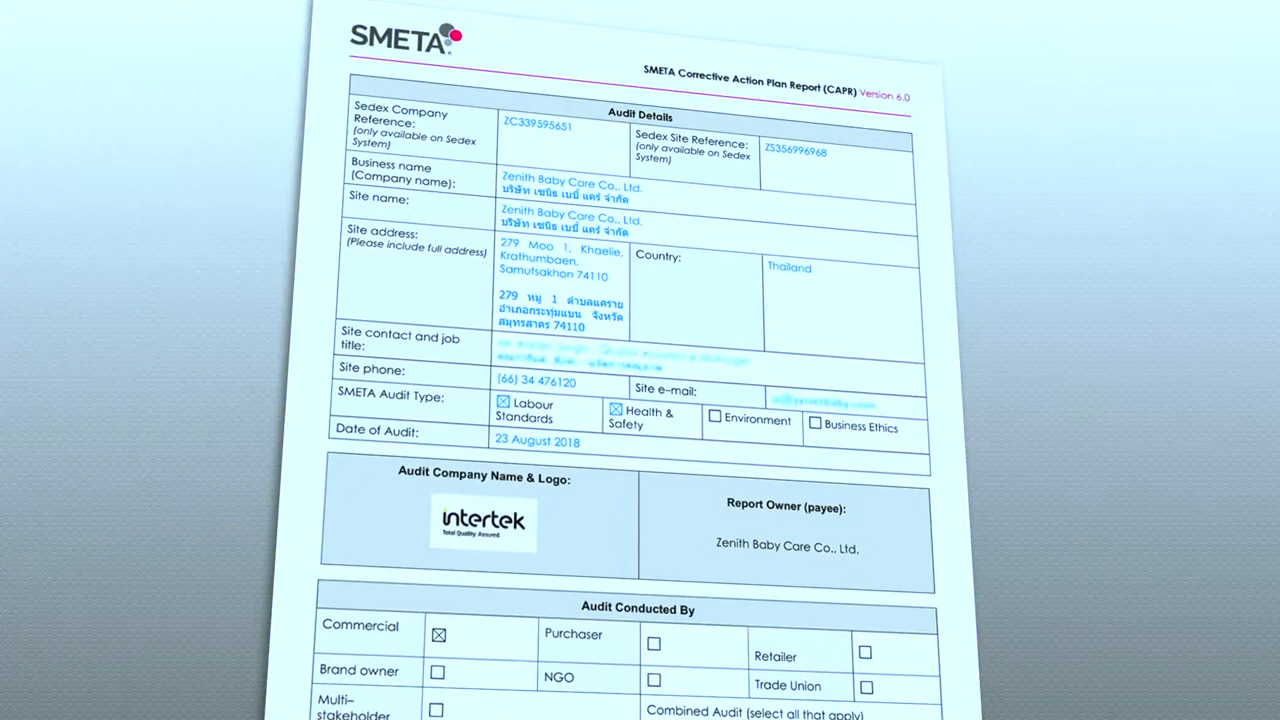 SMETA
SMETA Corrective Action Plan Report (CAPR) Version 6.0
Audit Details
Sedex Company
Reference:
(only available on Sedex
System)
ZC339595651
Sedex Site Reference:
(only available on Sedex
System)
ZS356996968
Business name
(Company name):
Zenith Baby Care Co., Ltd.
บริษัท เซนิธ เบบี้ แคร์ จำกัด
Site name:
Zenith Baby Care Co., Ltd.
บริษัท เซนิธ เบบี้ แคร์ จำกัด
Site address:
(Please include full address)
279 Moo 1, Khaelie,
Krathumbaen,
Samutsakhon 74110
279 หมู่ 1 ตำบลแคราย
อำเภอกระทุ่มแบน จังหวัด
สมุทรสาคร 74110
Country:
Thailand
Site contact and job
title:
Site phone:
(66) 34 476120
Site e-mail:
SMETA Audit Type:
Labour
Standards
Health &
Safety
Environment
Business Ethics
Date of Audit:
23 August 2018
Audit Company Name & Logo:
intertek
Total Quality. Assured.
Report Owner (payee):
Zenith Baby Care Co., Ltd.
Audit Conducted By
Commercial
Purchaser
Retailer
Brand owner
NGO
Trade Union
Multi-
stakeholder
Combined Audit (select all that apply)